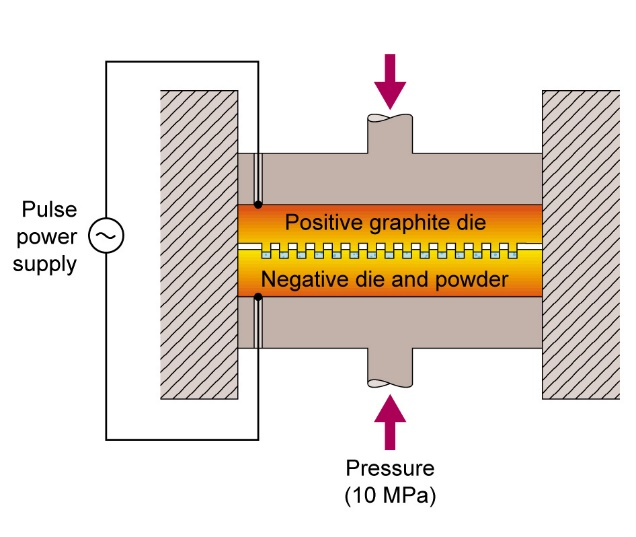 Pulse
power
supply
Positive graphite die
Negative die and powder
Pressure
(10 MPa)